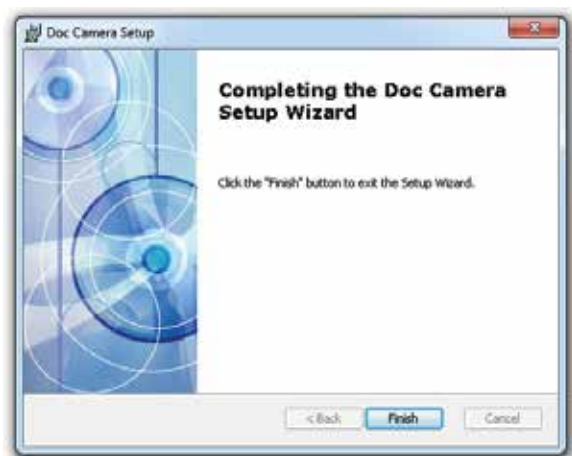 Doc Camera Setup
Completing the Doc Camera
Setup Wizard
Click the "Finish" button to exit the Setup Wizard.
< Back
Finish
Cancel